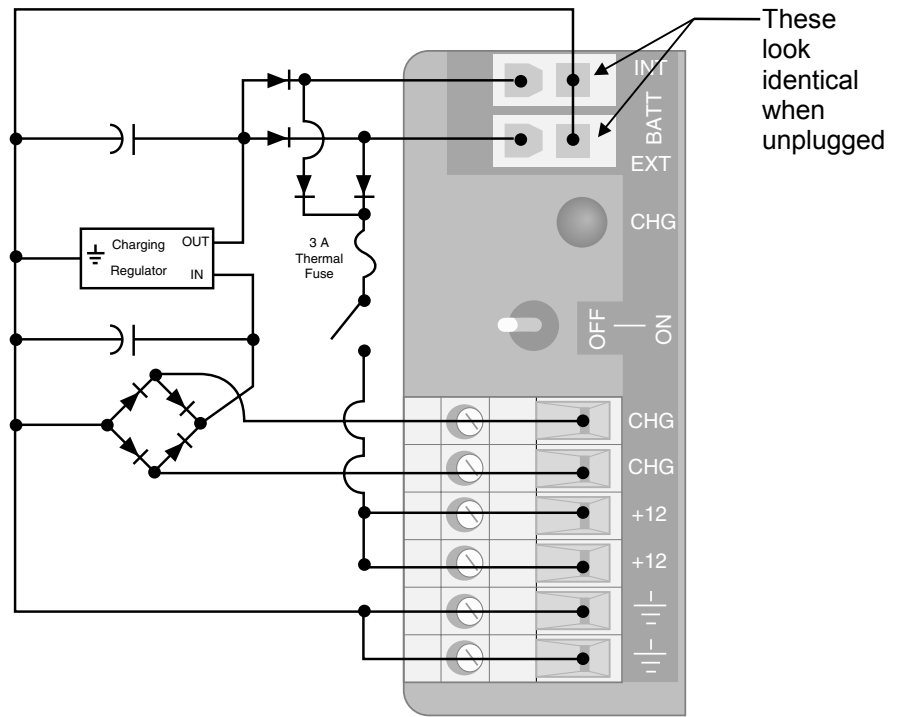 These
look
identical
when
unplugged
INT
BATT
EXT
CHG
Charging
Regulator
OUT
IN
3 A
Thermal
Fuse
OFF
ON
CHG
CHG
+12
+12